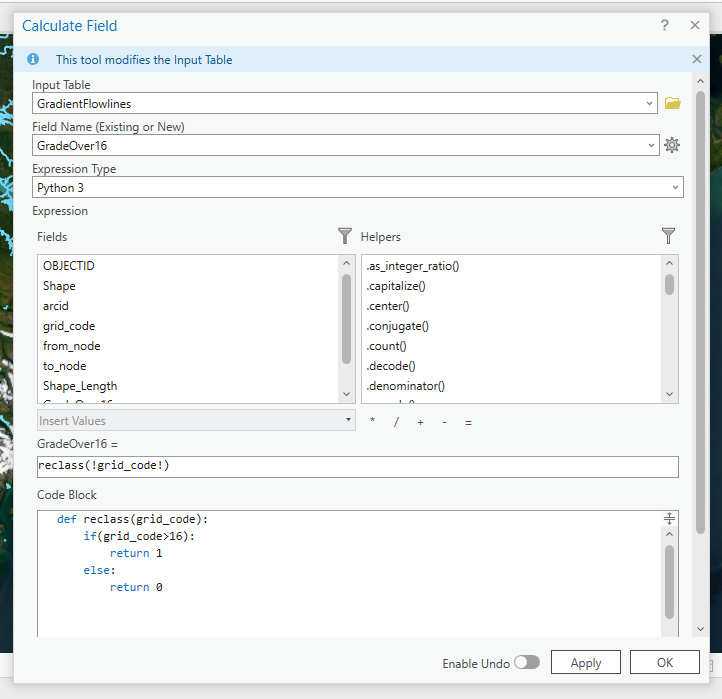 Calculate Field
?
This tool modifies the Input Table
Input Table
GradientFlowlines
Field Name (Existing or New)
GradeOver16
Expression Type
Python 3
Expression
Fields
Helpers
OBJECTID
.as_integer_ratio()
Shape
.capitalize()
arcid
.center()
grid_code
.conjugate()
from_node
.count()
to_node
.decode()
Shape_Length
.denominator()
Insert Values
* / + - =
GradeOver16 =
reclass(!grid_code!)
Code Block
def reclass(grid_code):
if(grid_code>16):
return 1
else:
return 0
Enable Undo
Apply
OK